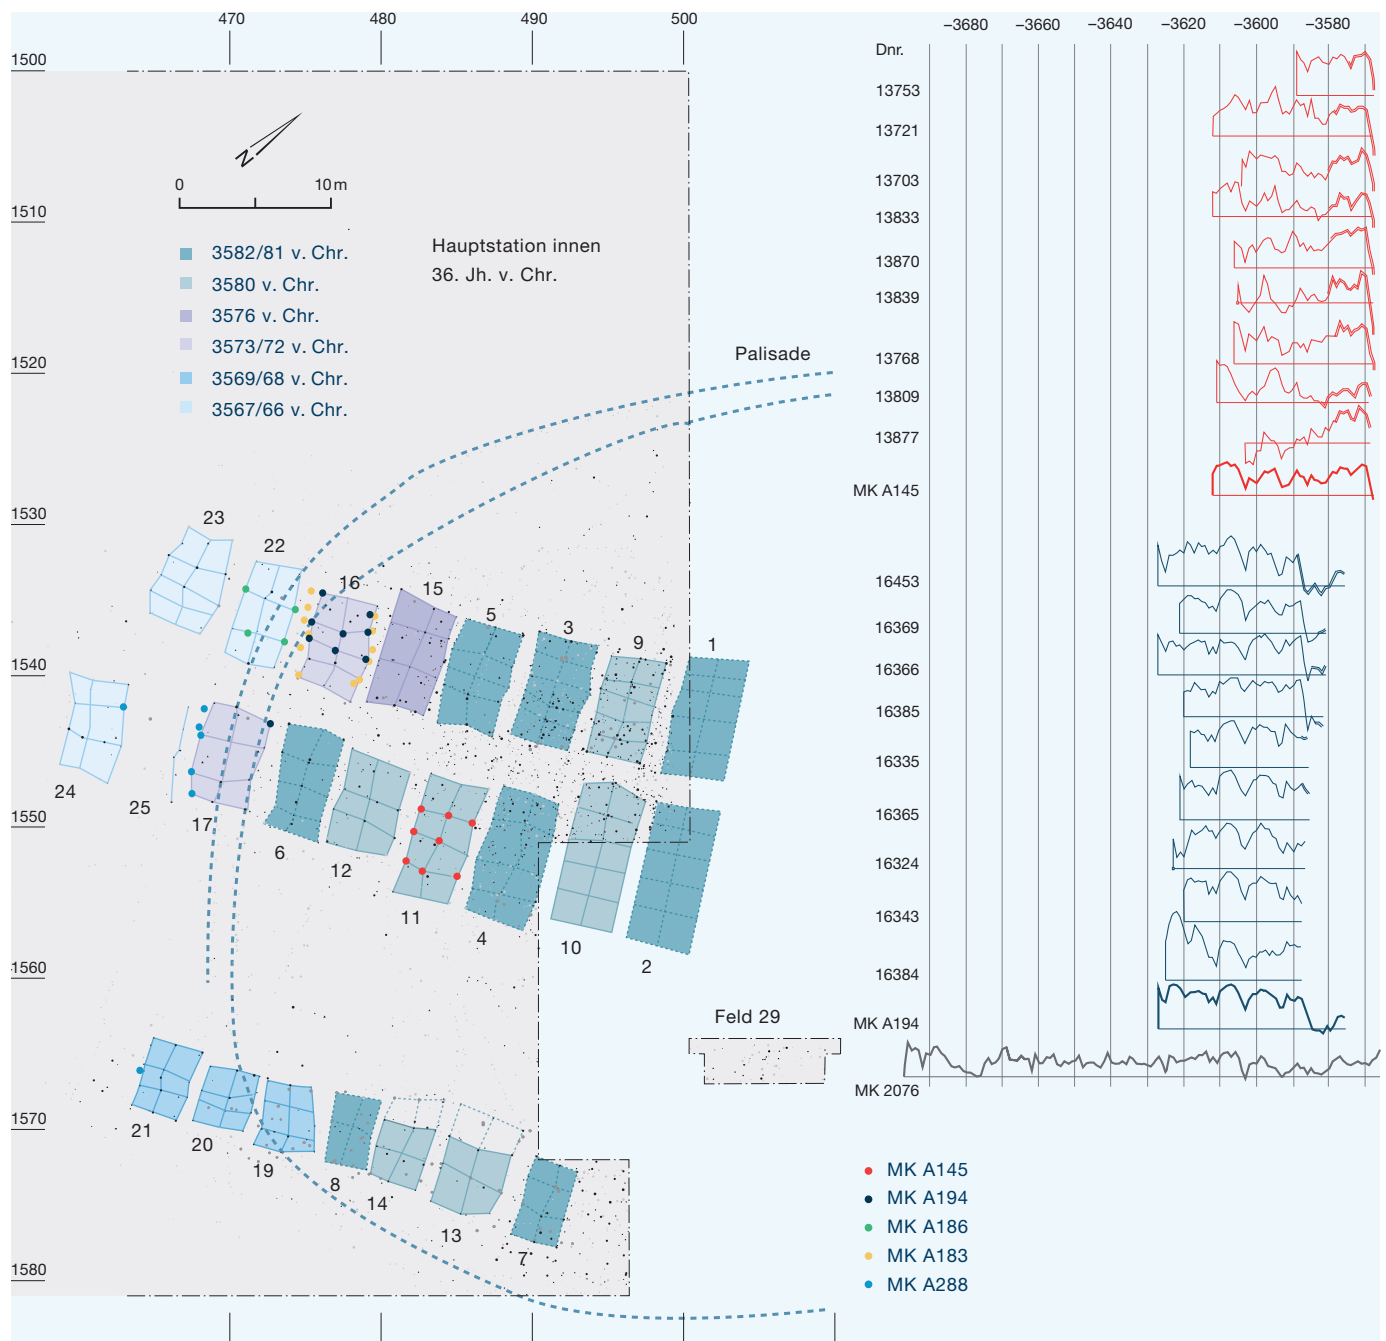 470 480 490 500
1500
1510
1520
1530
1540
1550
1560
1570
1580
N
0 10 m
3582/81 v. Chr.
3580 v. Chr.
3576 v. Chr.
3573/72 v. Chr.
3569/68 v. Chr.
3567/66 v. Chr.
Hauptstation innen
36. Jh. v. Chr.
Palisade
23
22
16
15
5
3
9
1
24
25
17
6
12
11
4
10
2
Feld 29
21
20
19
8
14
13
7
470 480 490 500
–3680 –3660 –3640 –3620 –3600 –3580
Dnr.
13753
13721
13703
13833
13870
13839
13768
13809
13877
MK A145
16453
16369
16366
16385
16335
16365
16324
16343
16384
MK A194
MK 2076
MK A145
MK A194
MK A186
MK A183
MK A288